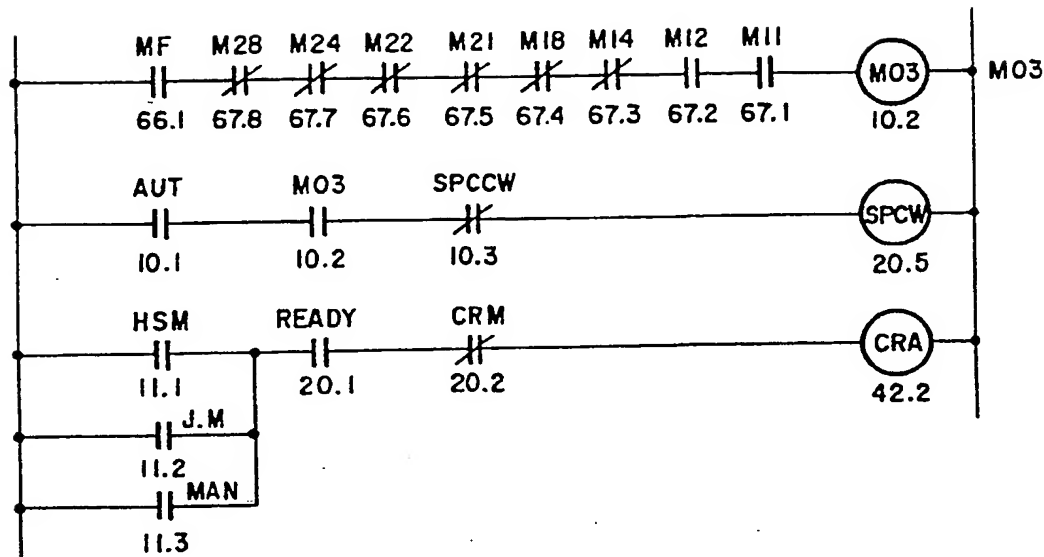 MF M28 M24 M22 M21 M18 M14 M12 M11
M03 M03
66.1 67.8 67.7 67.6 67.5 67.4 67.3 67.2 67.1 10.2
AUT M03 SPCCW
SPCW
10.1 10.2 10.3 20.5
HSM READY CRM
CRA
11.1 20.1 20.2 42.2
J.M
11.2
MAN
11.3